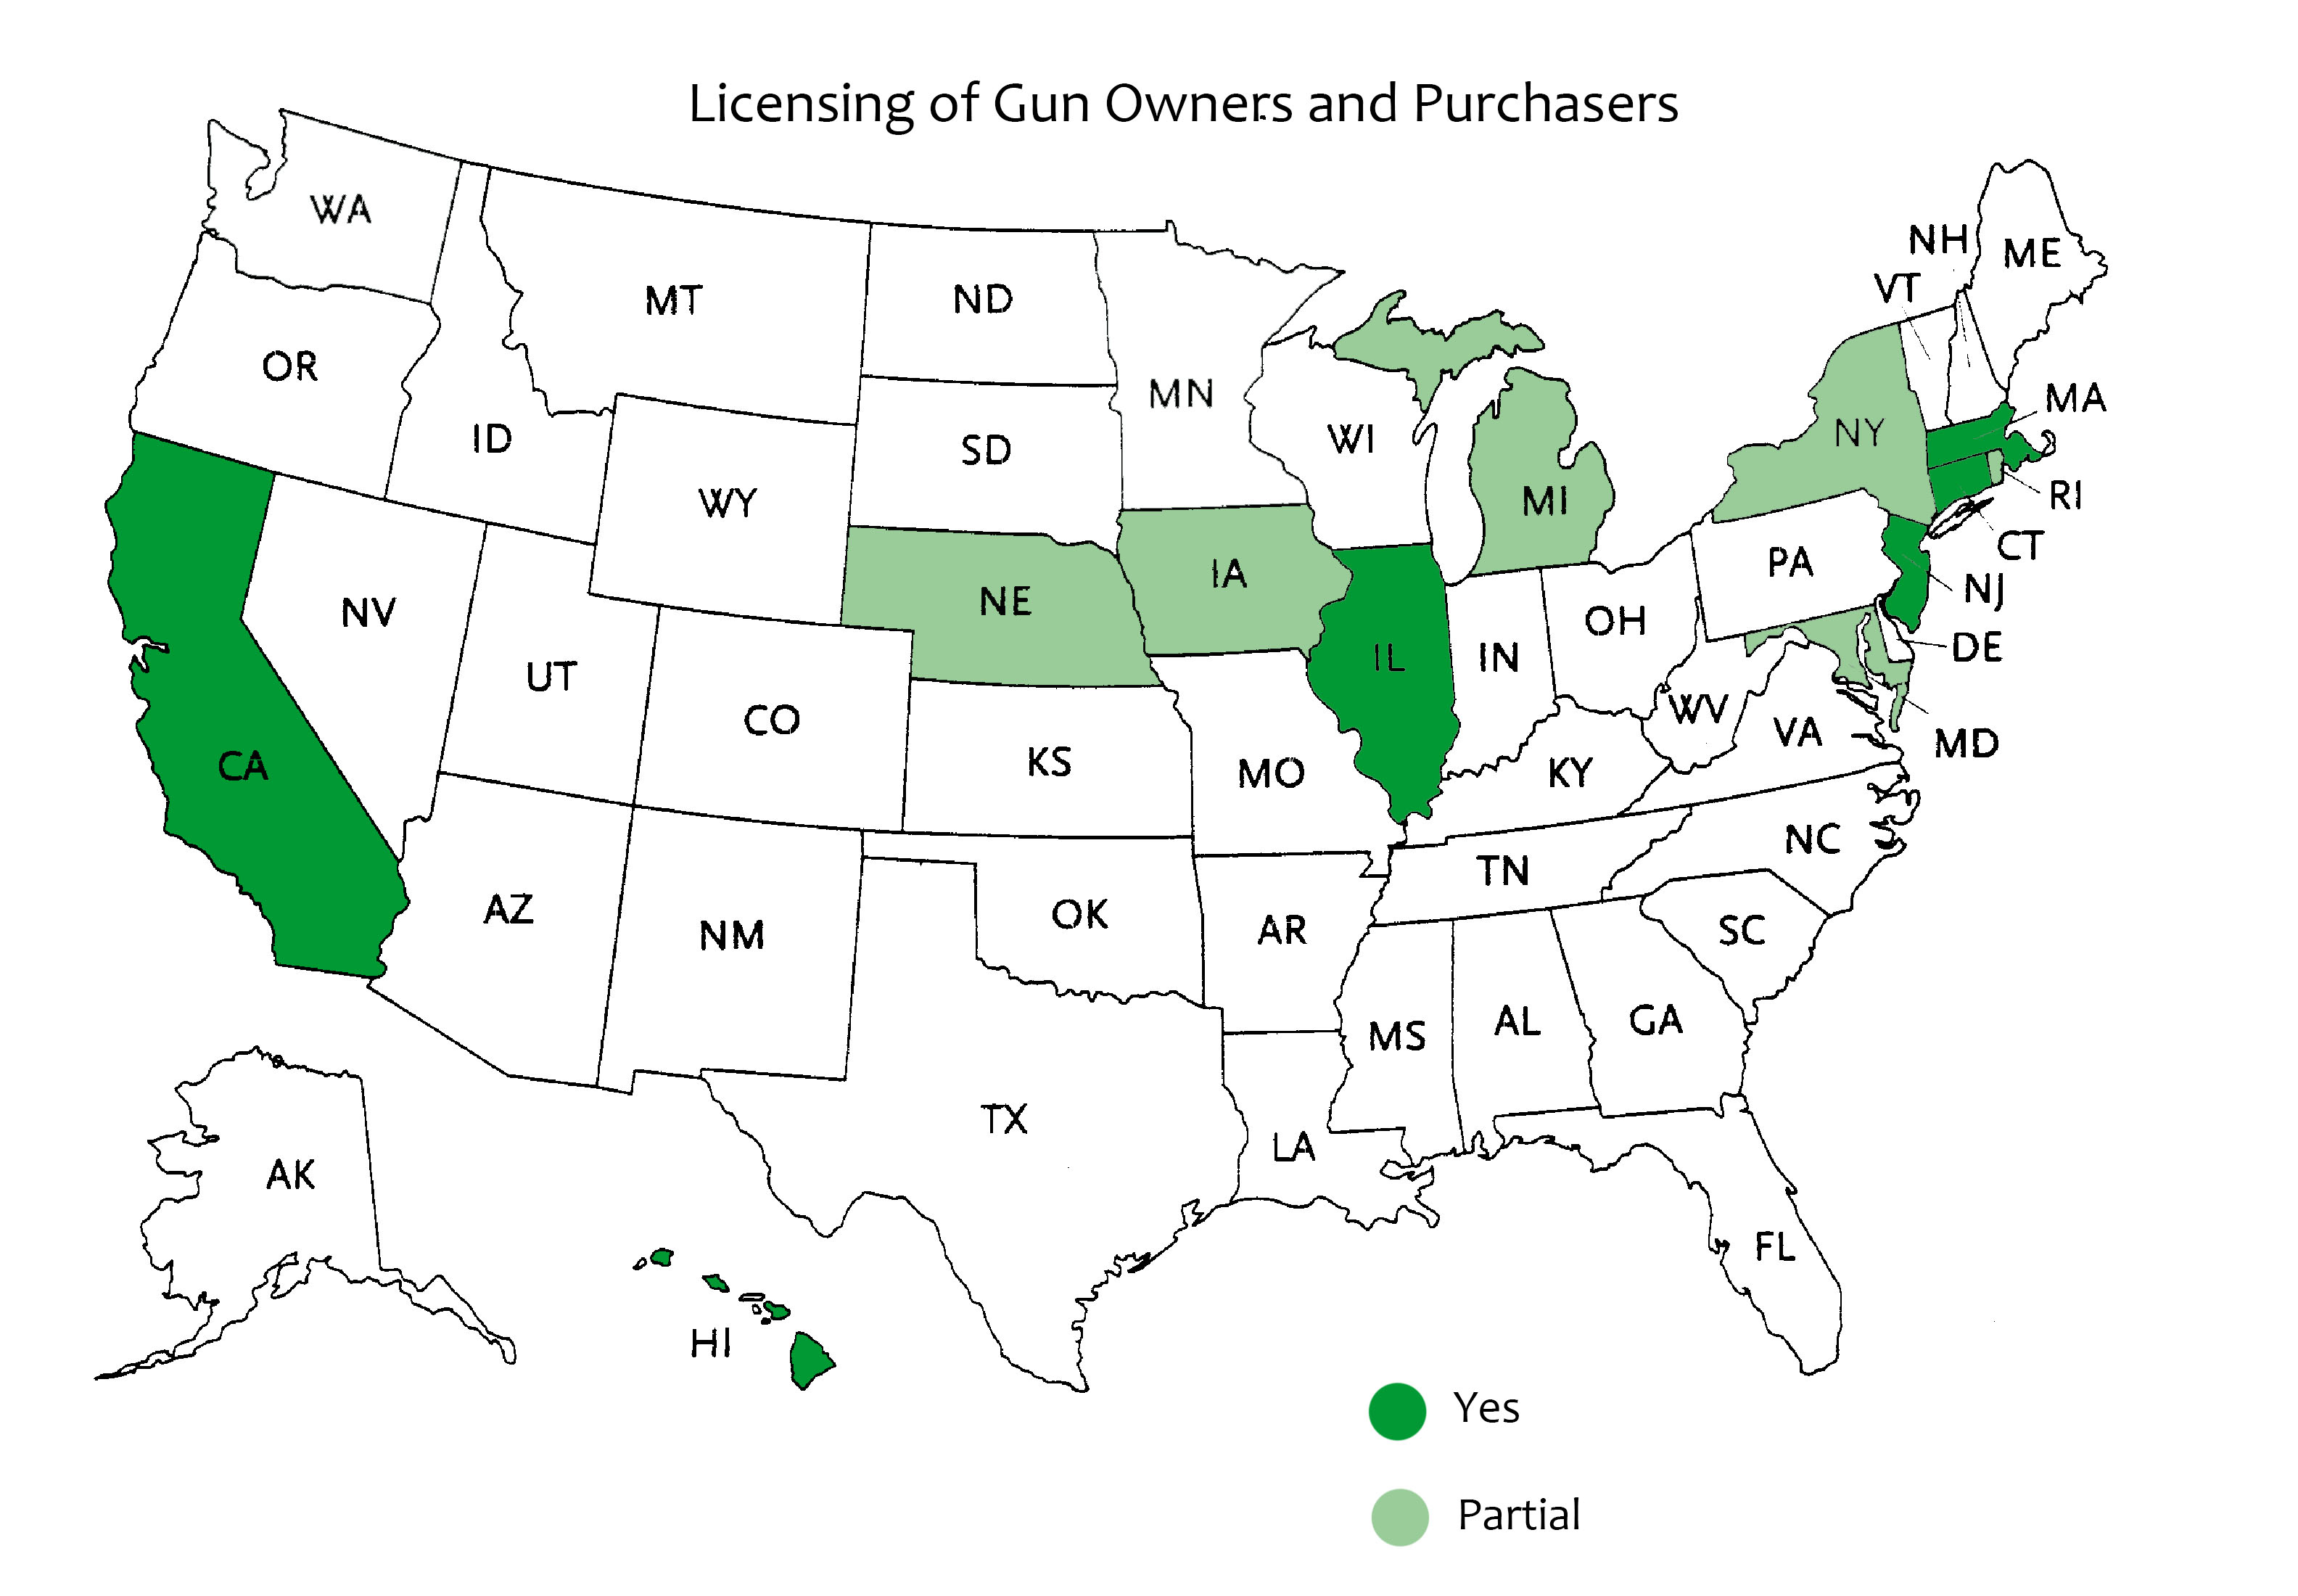 Licensing of Gun Owners and Purchasers
WA
NH
ME
VT
MT
ND
OR
MN
MA
ID
SD
WI
NY
WY
MI
RI
CT
PA
NJ
NE
IA
NV
OH
DE
UT
IL
IN
CO
WV
VA
MD
CA
KS
MO
KY
NC
TN
AZ
NM
OK
AR
SC
MS
AL
GA
TX
LA
AK
FL
HI
Yes
Partial